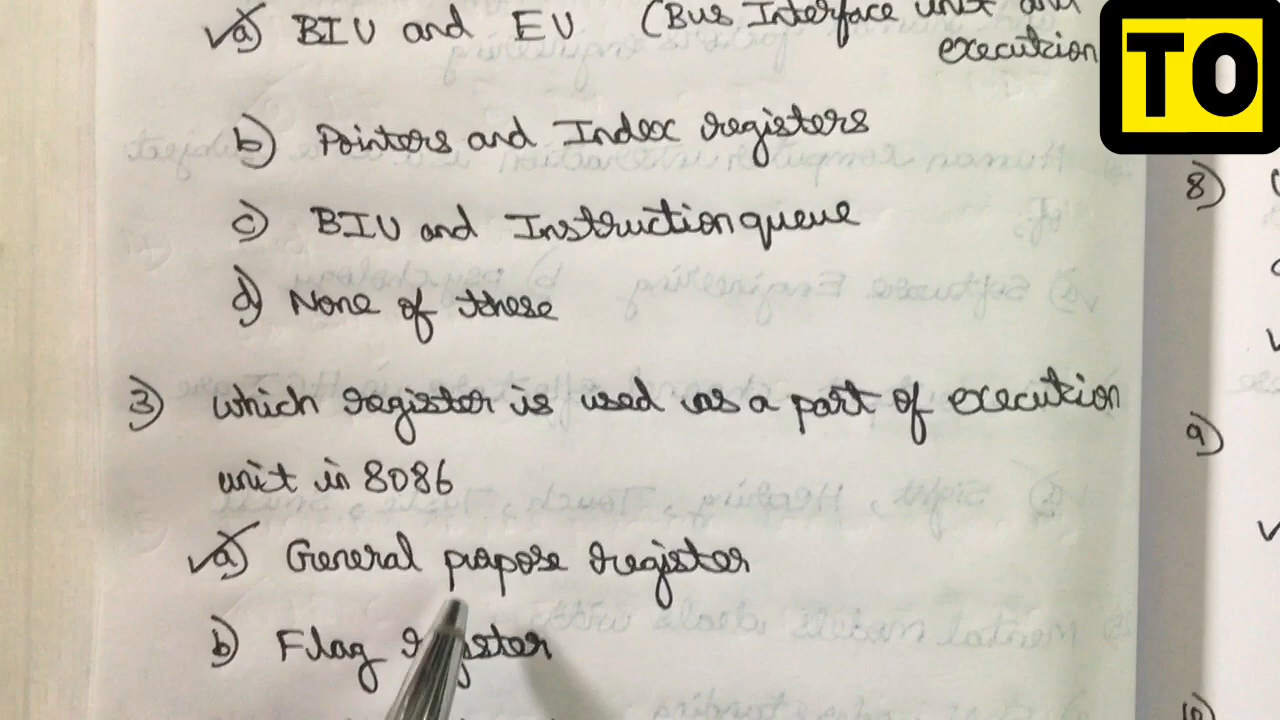 a) BIU and EU (Bus Interface unit and
execution
TO
b) Pointers and Index registers
c) BIU and Instruction queue
d) None of these
3) which register is used as a part of execution
unit in 8086
a) General prupose register
b) Flag register
8)
9)
10)